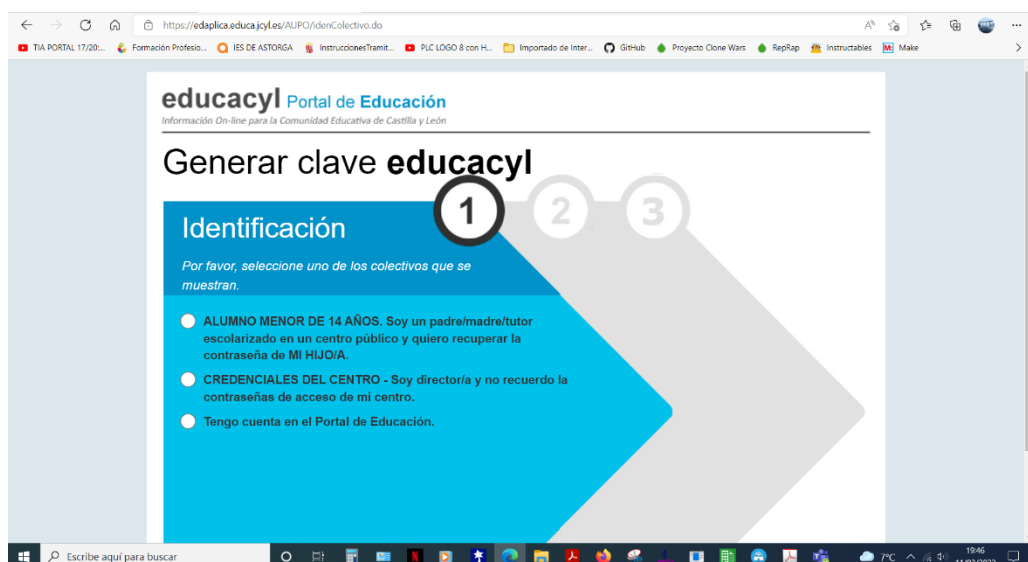 https://edaplica.educa.jcyl.es/AUPO/idenColectivo.do
TIA PORTAL 17/20:... Formación Profesio... IES DE ASTORGA InstruccionesTramit... PLC LOGO 8 con H... Importado de Inter... GitHub Proyecto Clone Wars RepRap Instructables Make
educacyl Portal de Educación
Información On-line para la Comunidad Educativa de Castilla y León
Generar clave educacyl
1 2 3
Identificación
Por favor, seleccione uno de los colectivos que se
muestran.
ALUMNO MENOR DE 14 AÑOS. Soy un padre/madre/tutor
escolarizado en un centro público y quiero recuperar la
contraseña de MI HIJO/A.
CREDENCIALES DEL CENTRO - Soy director/a y no recuerdo la
contraseñas de acceso de mi centro.
Tengo cuenta en el Portal de Educación.
Escribe aquí para buscar
7°C
19:46